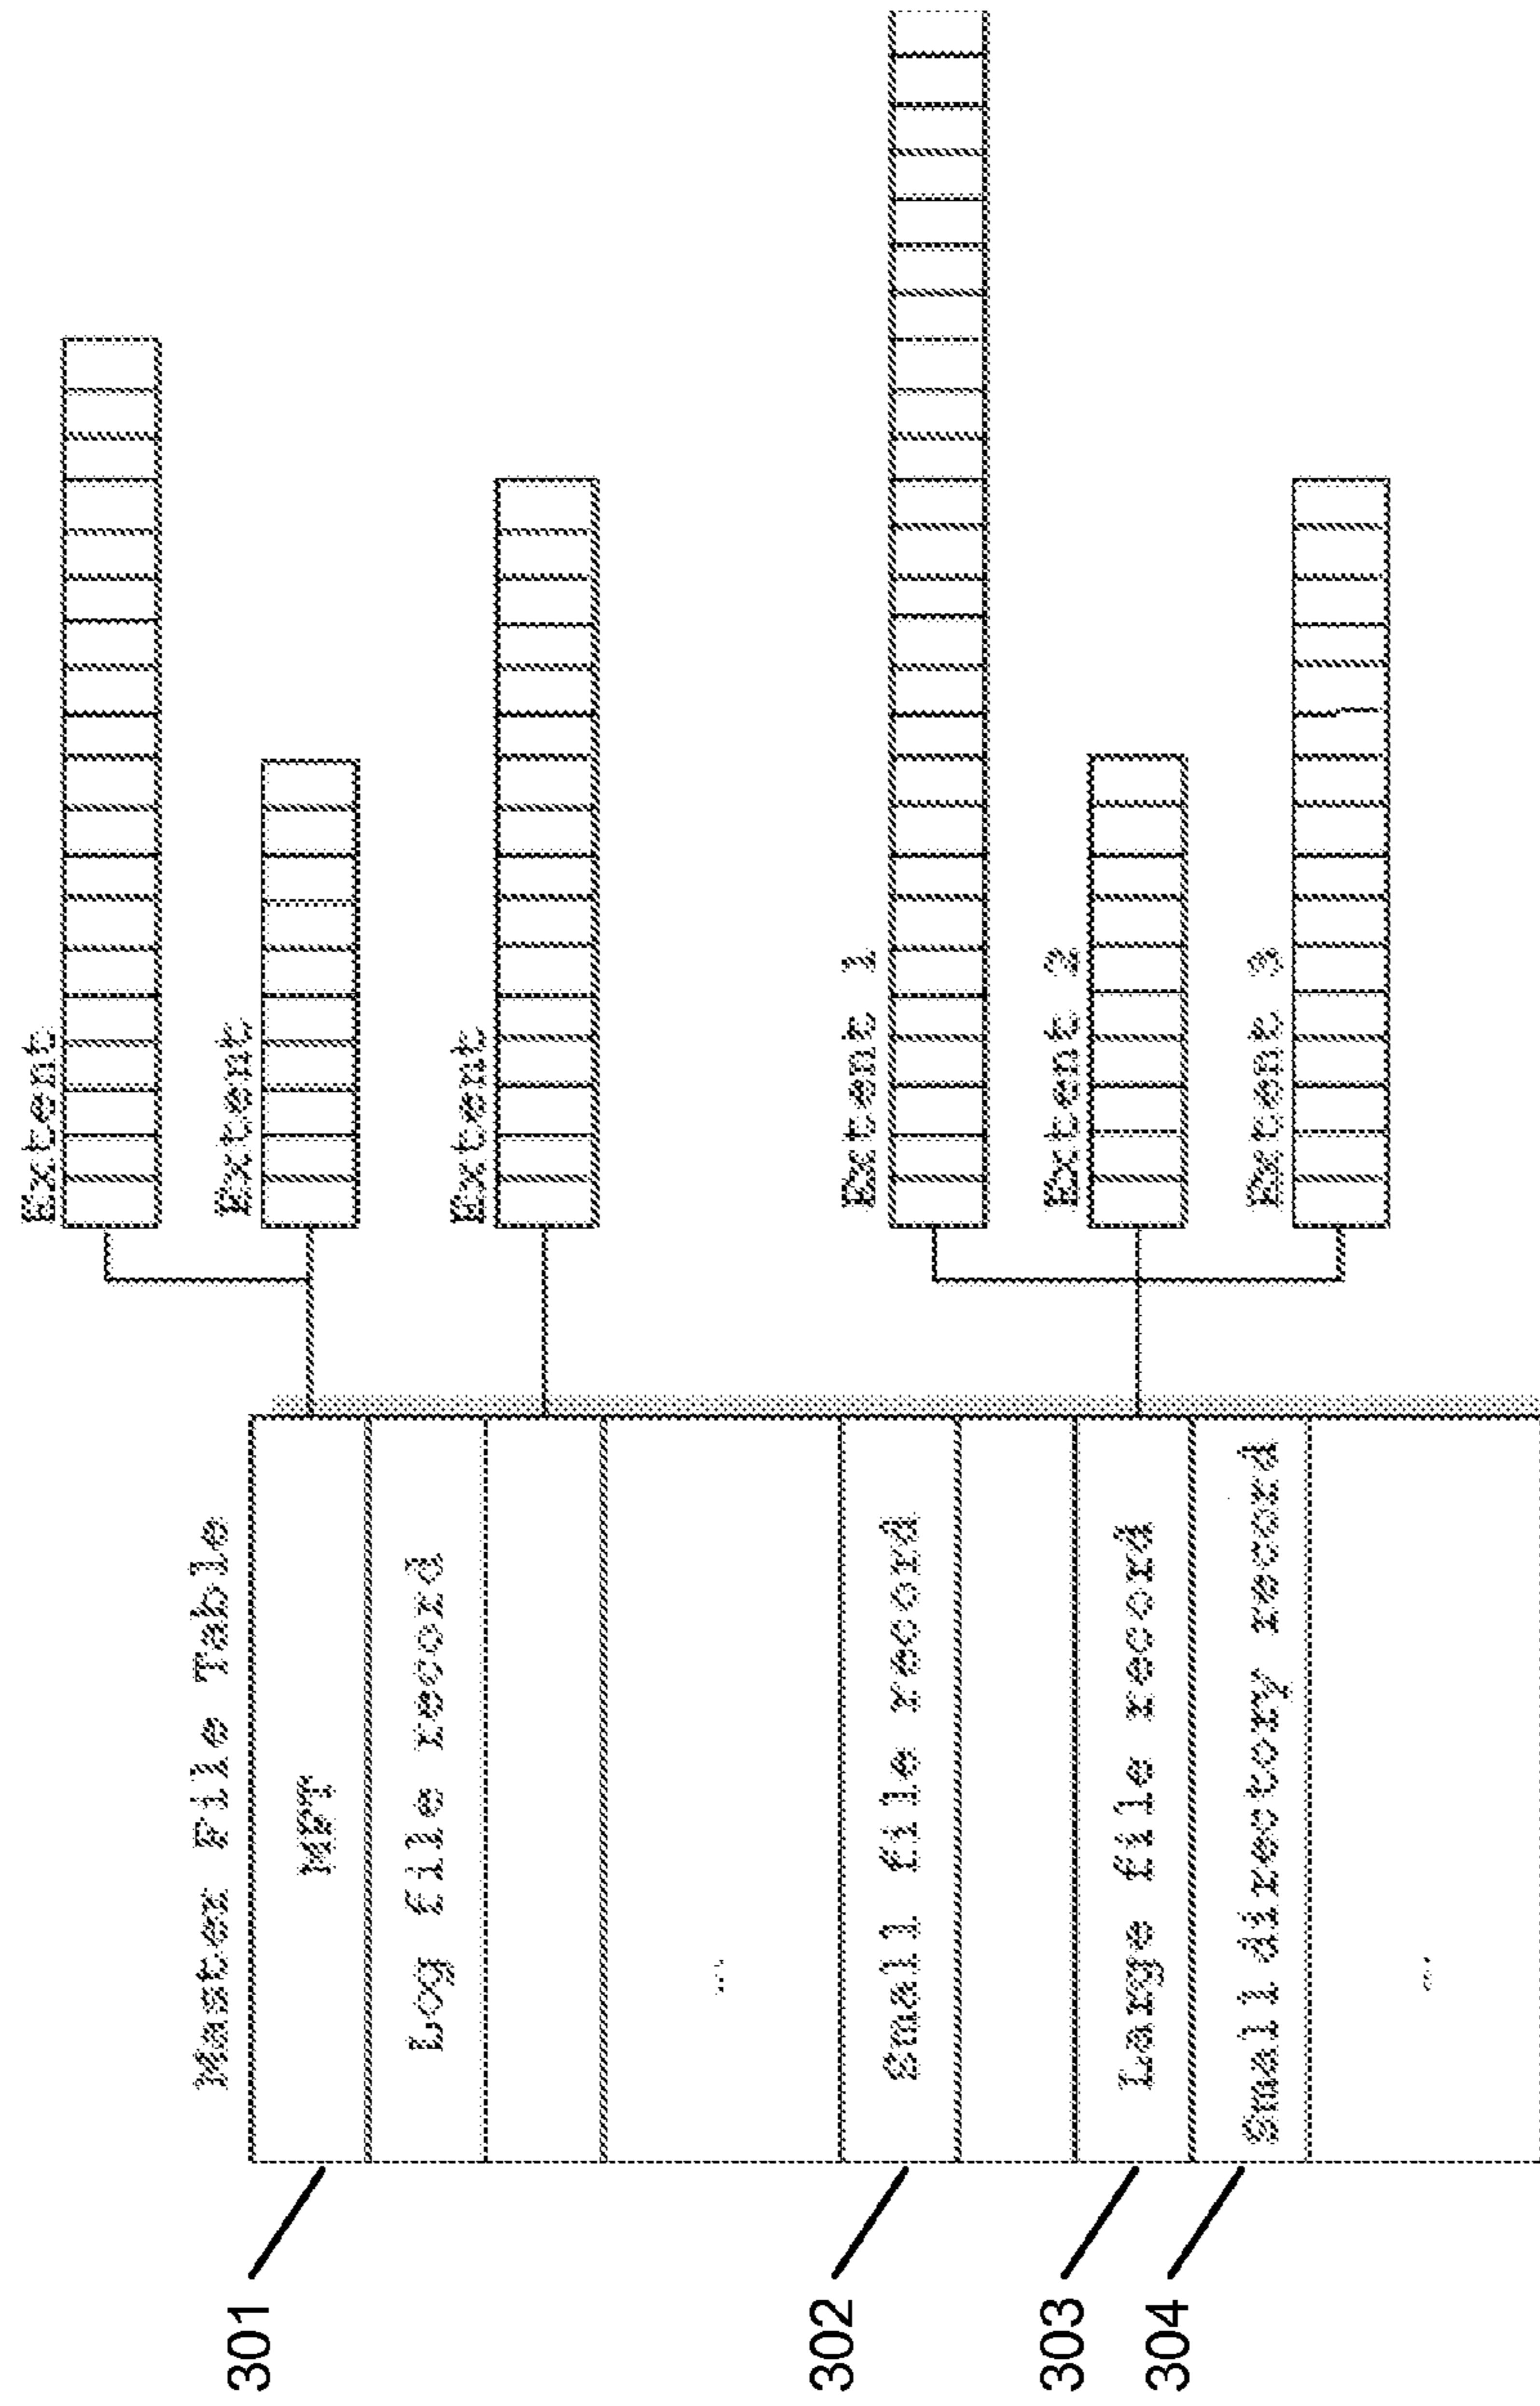 Master File Table
Extent
301
MFT
Extent
Log file record
Extent
...
302
Small file record
Extent 1
303
Large file record
Extent 2
304
Small directory record
Extent 3
...